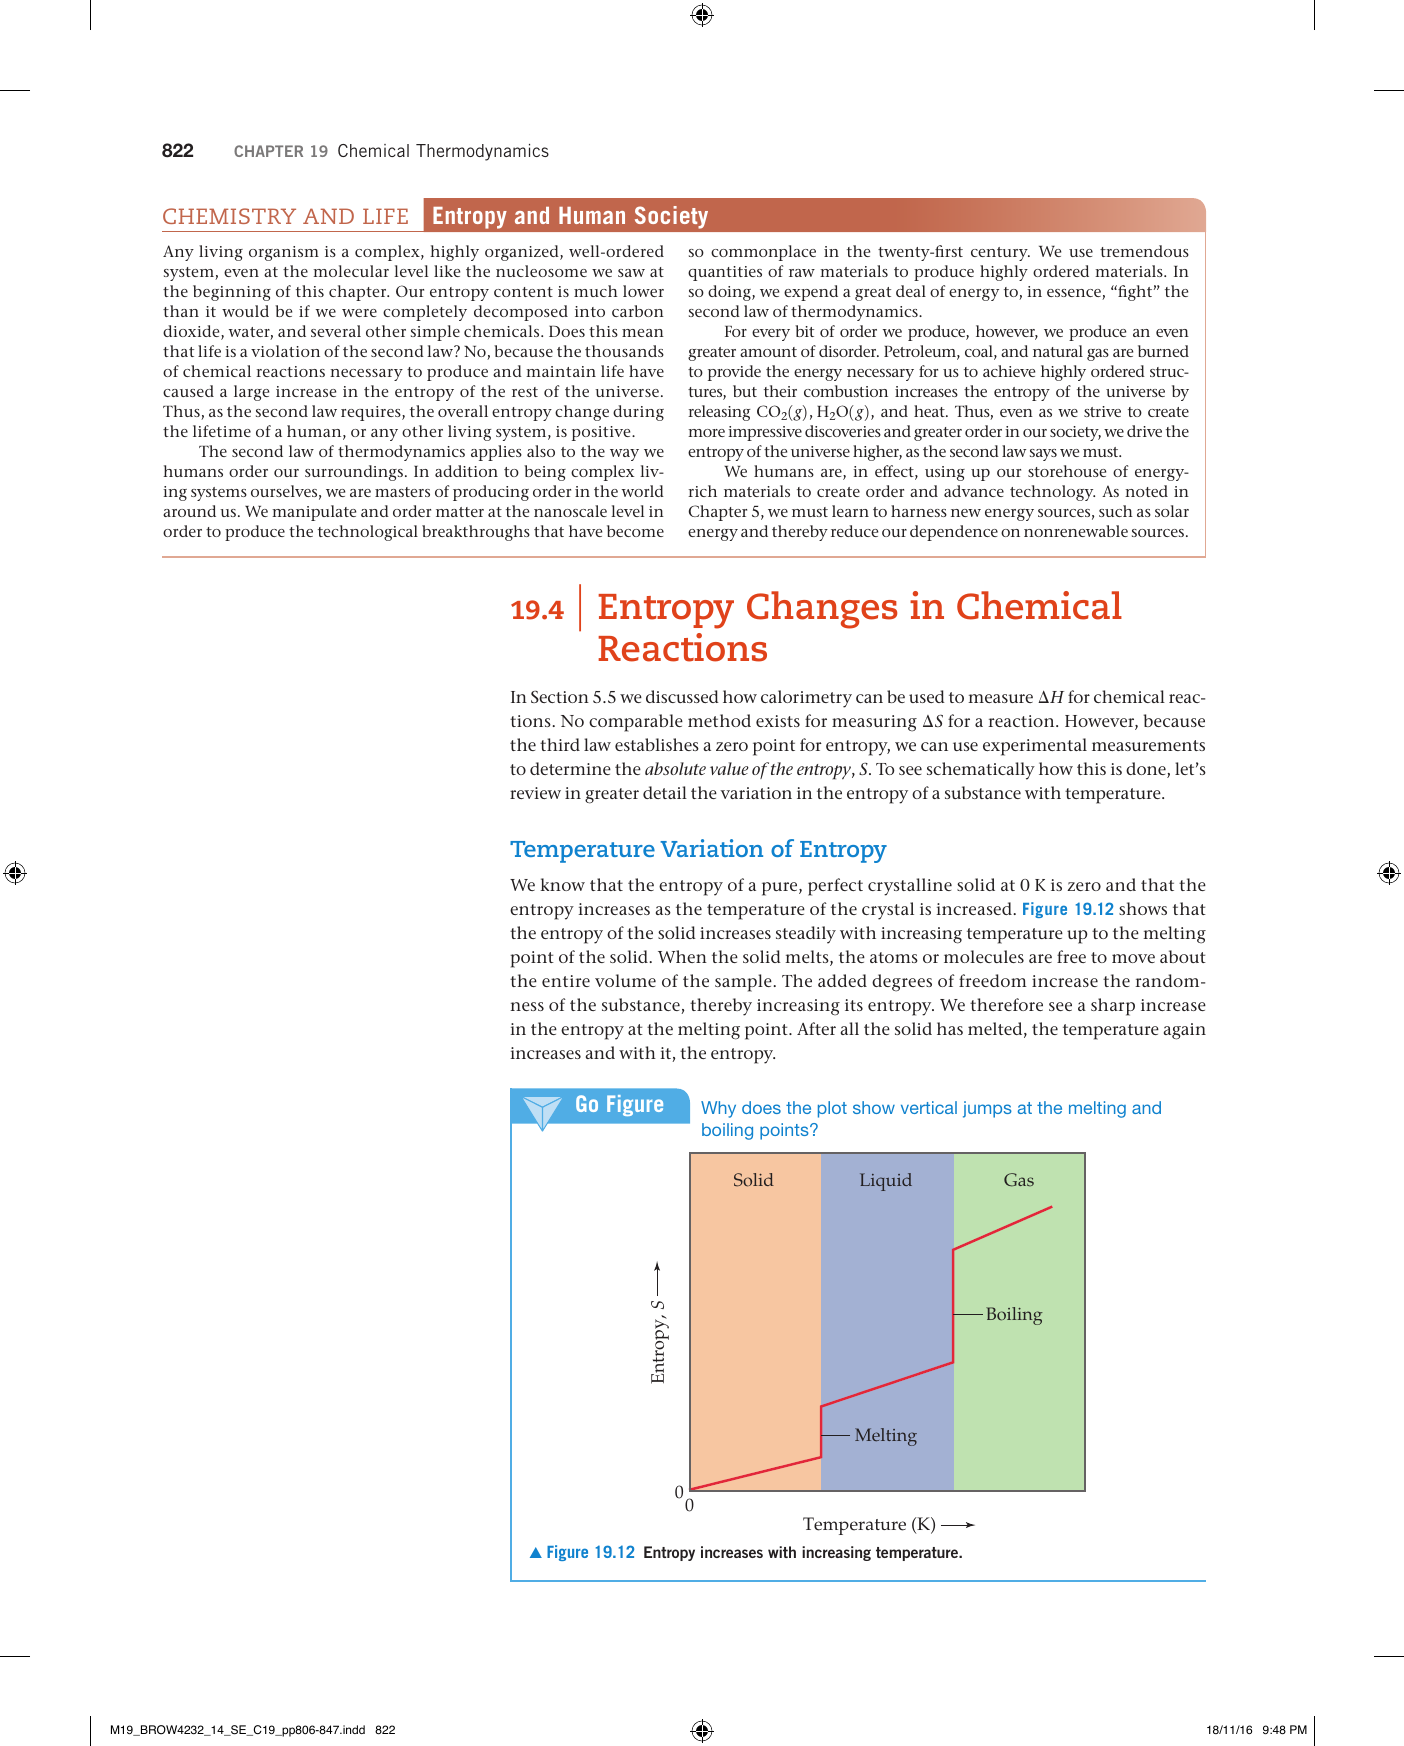 822 CHAPTER 19 Chemical Thermodynamics
CHEMISTRY AND LIFE Entropy and Human Society
Any living organism is a complex, highly organized, well-ordered
system, even at the molecular level like the nucleosome we saw at
the beginning of this chapter. Our entropy content is much lower
than it would be if we were completely decomposed into carbon
dioxide, water, and several other simple chemicals. Does this mean
that life is a violation of the second law? No, because the thousands
of chemical reactions necessary to produce and maintain life have
caused a large increase in the entropy of the rest of the universe.
Thus, as the second law requires, the overall entropy change during
the lifetime of a human, or any other living system, is positive.
The second law of thermodynamics applies also to the way we
humans order our surroundings. In addition to being complex liv-
ing systems ourselves, we are masters of producing order in the world
around us. We manipulate and order matter at the nanoscale level in
order to produce the technological breakthroughs that have become
so commonplace in the twenty-first century. We use tremendous
quantities of raw materials to produce highly ordered materials. In
so doing, we expend a great deal of energy to, in essence, “fight” the
second law of thermodynamics.
For every bit of order we produce, however, we produce an even
greater amount of disorder. Petroleum, coal, and natural gas are burned
to provide the energy necessary for us to achieve highly ordered struc-
tures, but their combustion increases the entropy of the universe by
releasing CO₂(g), H₂O(g), and heat. Thus, even as we strive to create
more impressive discoveries and greater order in our society, we drive the
entropy of the universe higher, as the second law says we must.
We humans are, in effect, using up our storehouse of energy-
rich materials to create order and advance technology. As noted in
Chapter 5, we must learn to harness new energy sources, such as solar
energy and thereby reduce our dependence on nonrenewable sources.
19.4 Entropy Changes in Chemical
Reactions
In Section 5.5 we discussed how calorimetry can be used to measure ΔH for chemical reac-
tions. No comparable method exists for measuring ΔS for a reaction. However, because
the third law establishes a zero point for entropy, we can use experimental measurements
to determine the absolute value of the entropy, S. To see schematically how this is done, let’s
review in greater detail the variation in the entropy of a substance with temperature.
Temperature Variation of Entropy
We know that the entropy of a pure, perfect crystalline solid at 0 K is zero and that the
entropy increases as the temperature of the crystal is increased. Figure 19.12 shows that
the entropy of the solid increases steadily with increasing temperature up to the melting
point of the solid. When the solid melts, the atoms or molecules are free to move about
the entire volume of the sample. The added degrees of freedom increase the random-
ness of the substance, thereby increasing its entropy. We therefore see a sharp increase
in the entropy at the melting point. After all the solid has melted, the temperature again
increases and with it, the entropy.
Go Figure
Why does the plot show vertical jumps at the melting and
boiling points?
Solid Liquid Gas
Entropy, S
Boiling
Melting
0
0
Temperature (K)
▲ Figure 19.12 Entropy increases with increasing temperature.
M19_BROW4232_14_SE_C19_pp806-847.indd 822
18/11/16 9:48 PM